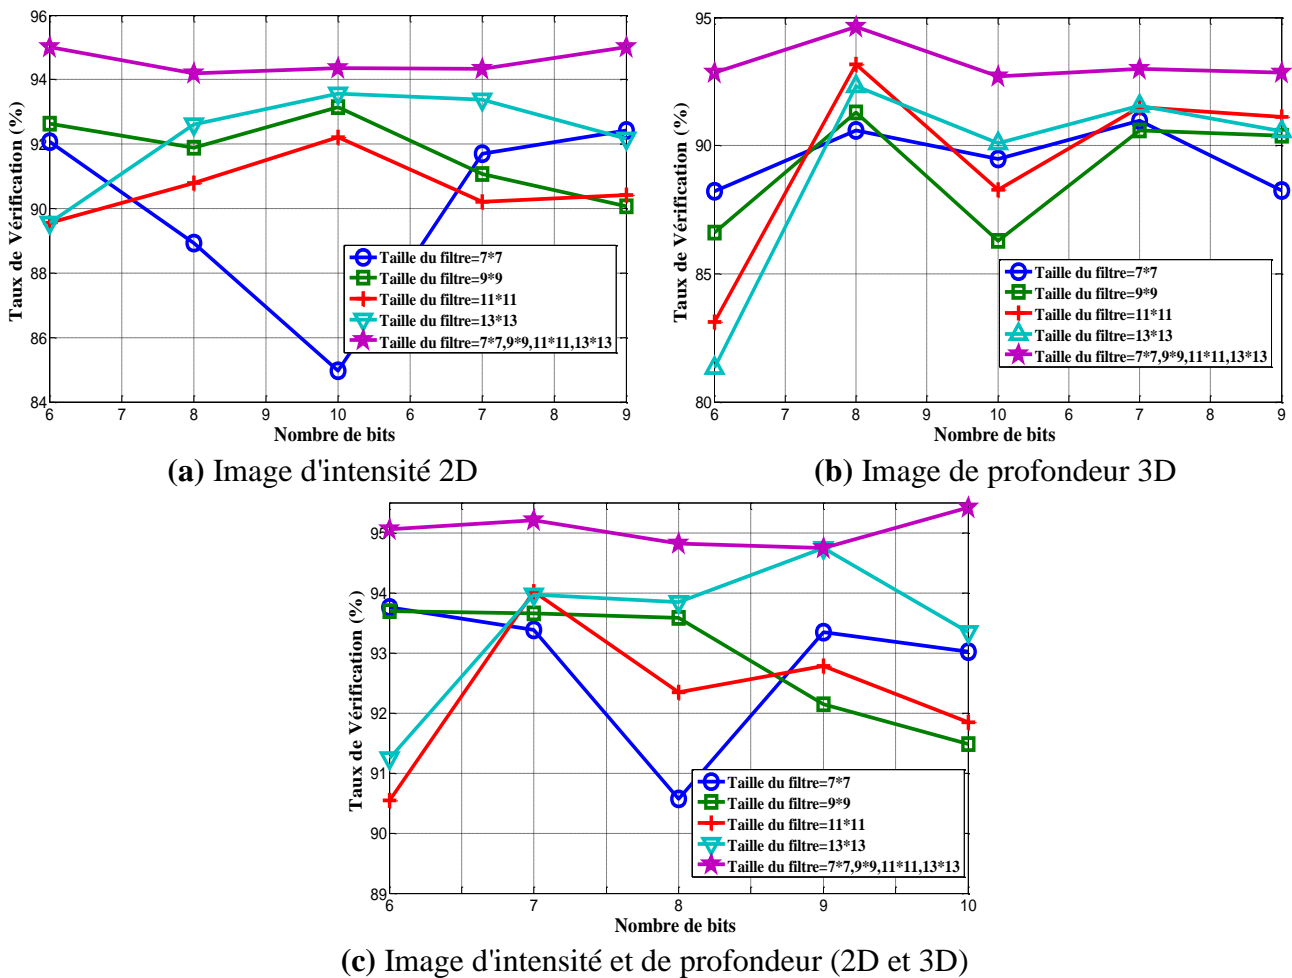 96
94
92
90
88
86
84
Taux de Vérification (%)
6 7 8 9 10 6 7 8 9
Nombre de bits
Taille du filtre=7*7
Taille du filtre=9*9
Taille du filtre=11*11
Taille du filtre=13*13
Taille du filtre=7*7,9*9,11*11,13*13
(a) Image d'intensité 2D
95
90
85
80
Taux de Vérification (%)
6 7 8 9 10 6 7 8 9
Nombre de bits
Taille du filtre=7*7
Taille du filtre=9*9
Taille du filtre=11*11
Taille du filtre=13*13
Taille du filtre=7*7,9*9,11*11,13*13
(b) Image de profondeur 3D
95
94
93
92
91
90
89
Taux de Vérification (%)
6 7 8 9 10
Nombre de bits
Taille du filtre=7*7
Taille du filtre=9*9
Taille du filtre=11*11
Taille du filtre=13*13
Taille du filtre=7*7,9*9,11*11,13*13
(c) Image d'intensité et de profondeur (2D et 3D)